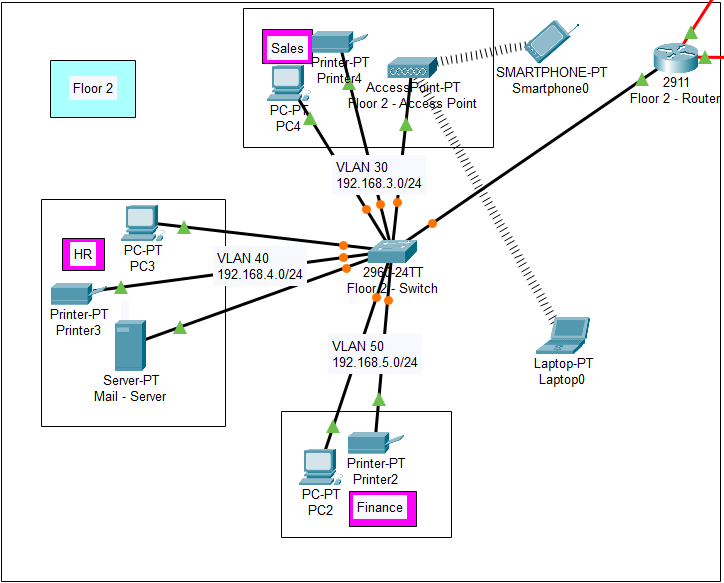 Floor 2
Sales
Printer-PT
Printer4
PC-PT
PC4
AccessPoint-PT
Floor 2 - Access Point
SMARTPHONE-PT
Smartphone0
2911
Floor 2 - Router
VLAN 30
192.168.3.0/24
HR
PC-PT
PC3
VLAN 40
192.168.4.0/24
2960-24TT
Floor 2 - Switch
Printer-PT
Printer3
Server-PT
Mail - Server
VLAN 50
192.168.5.0/24
Laptop-PT
Laptop0
Printer-PT
Printer2
PC-PT
PC2
Finance